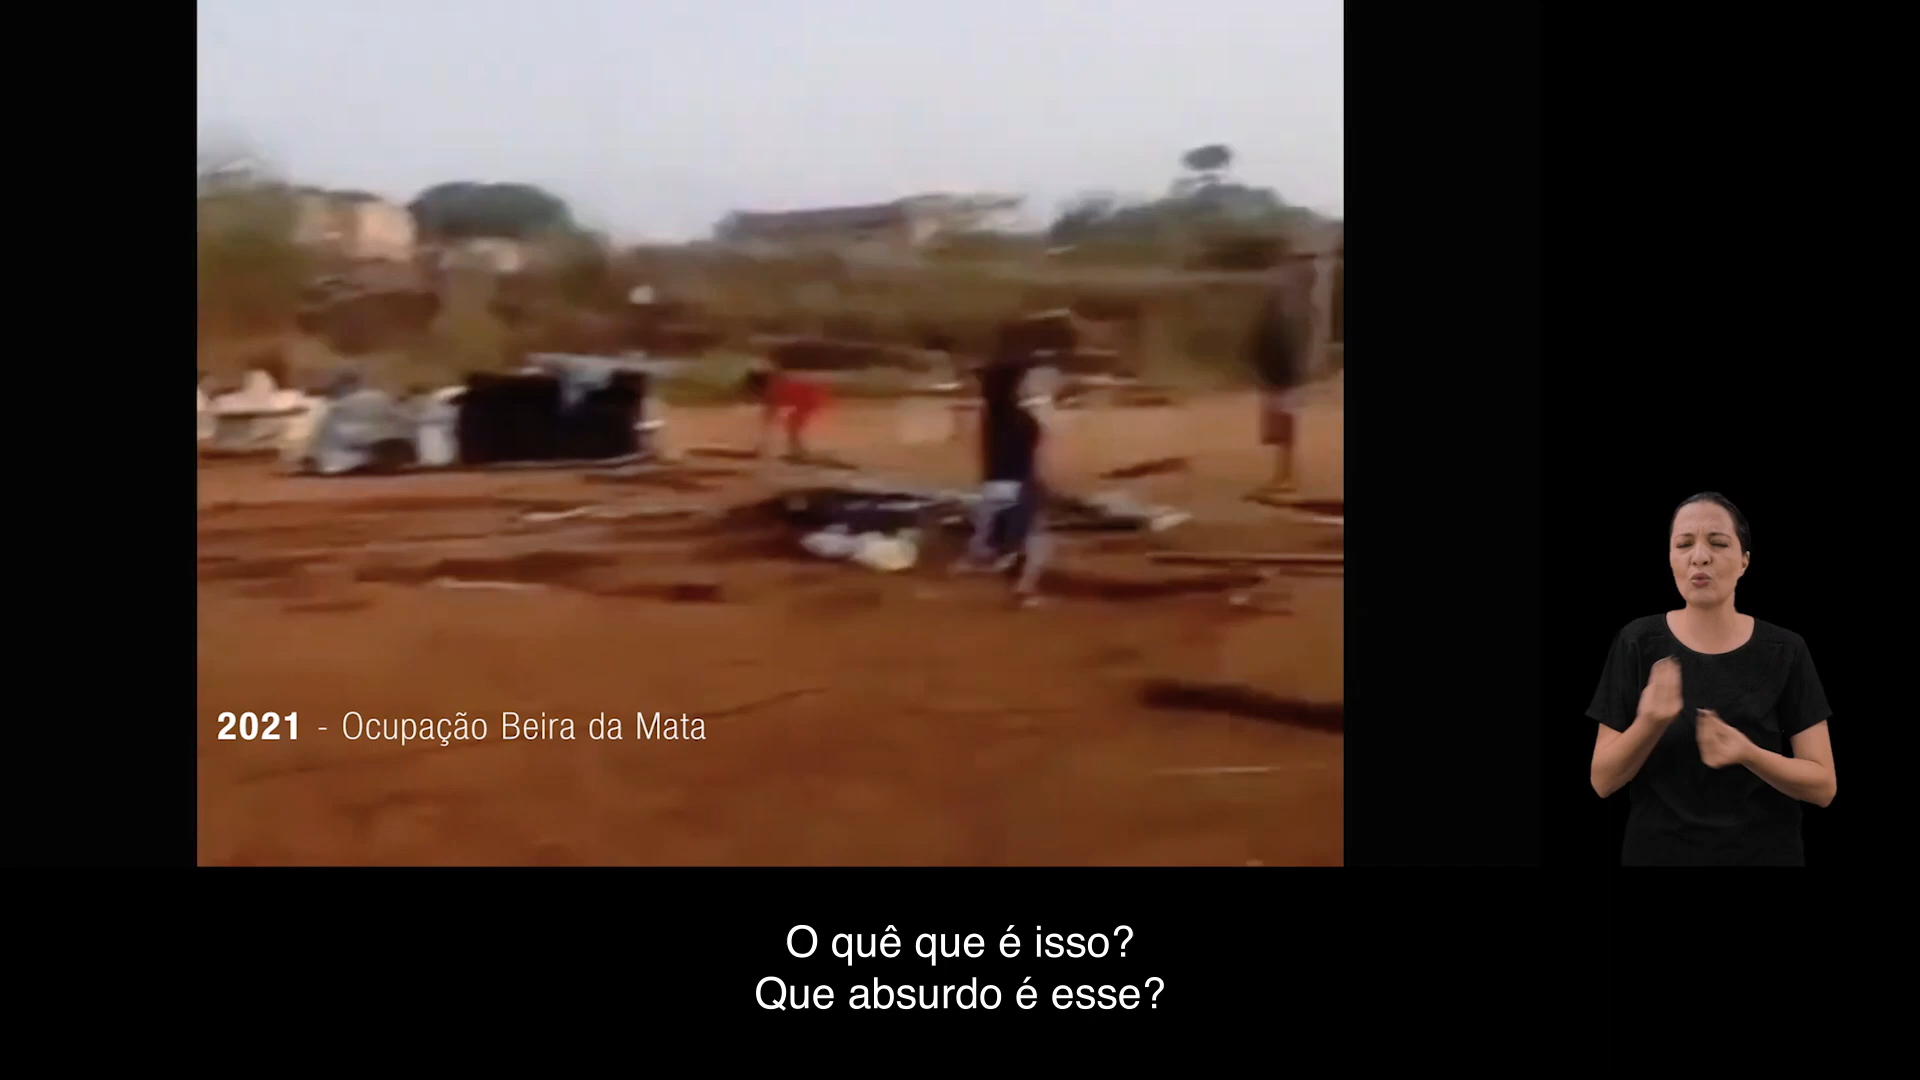 2021 - Ocupação Beira da Mata
O quê que é isso?
Que absurdo é esse?